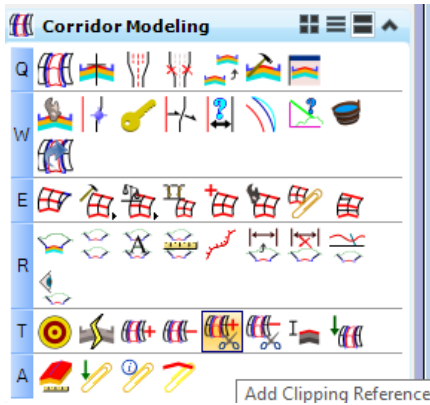 Corridor Modeling
Q
W
E
A
R
T
I
A
Add Clipping Reference